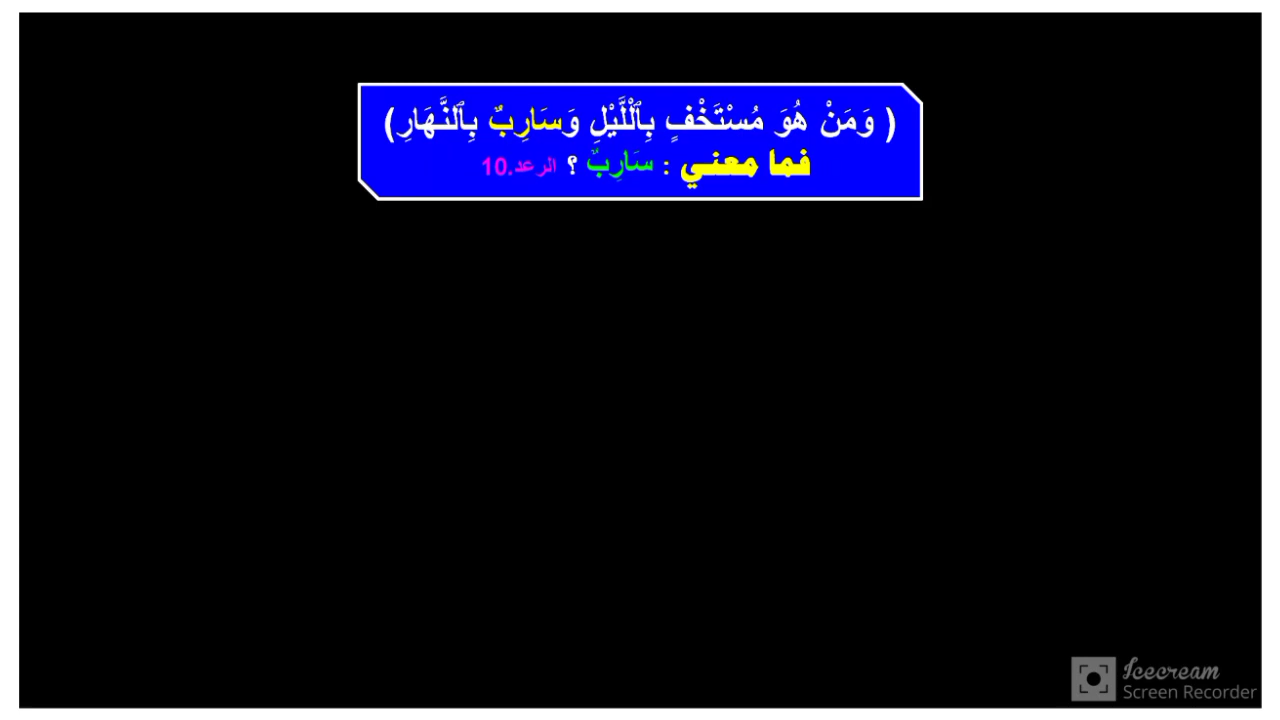 ( وَمَنْ هُوَ مُسْتَخْفٍ بِٱلْلَّيْلِ وَسَارِبٌ بِٱلنَّهَارِ)
فما معني : سَارِبٌ ؟ الرعد.10
Icecream
Screen Recorder